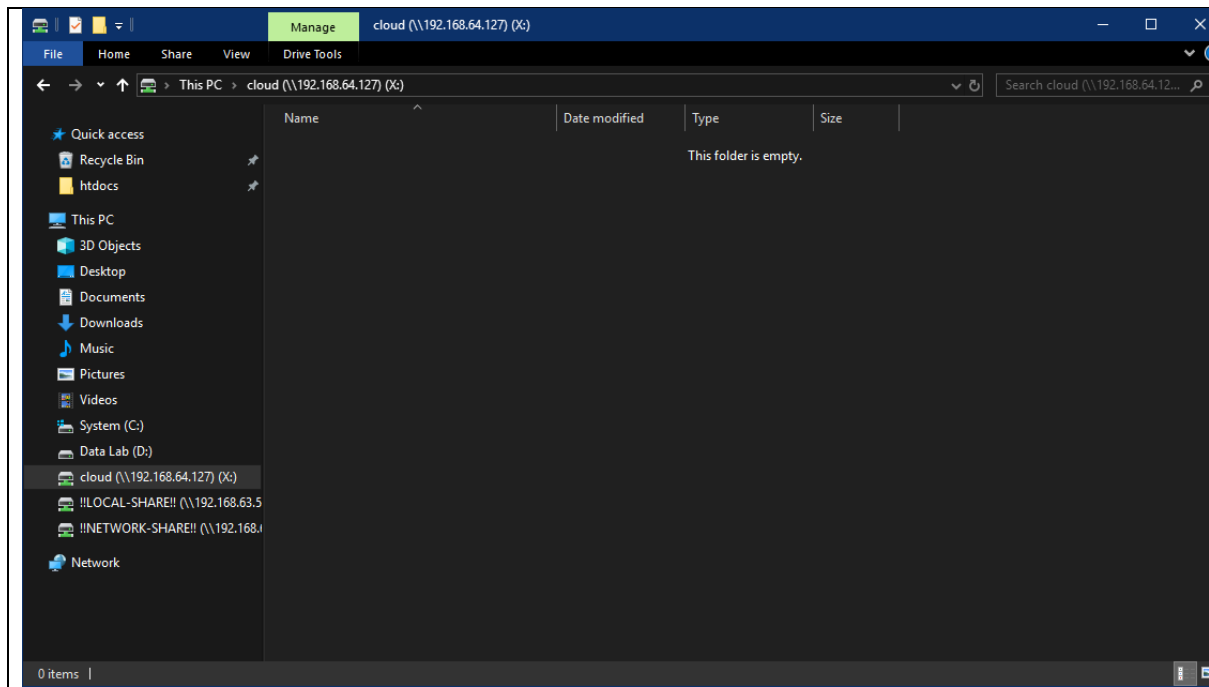 Manage cloud (\\192.168.64.127) (X:)
File Home Share View Drive Tools
This PC cloud (\\192.168.64.127) (X:) Search cloud (\\192.168.64.12...
Name Date modified Type Size
This folder is empty.
Quick access
Recycle Bin
htdocs
This PC
3D Objects
Desktop
Documents
Downloads
Music
Pictures
Videos
System (C:)
Data Lab (D:)
cloud (\\192.168.64.127) (X:)
!!LOCAL-SHARE!! (\\192.168.63.5
!!NETWORK-SHARE!! (\\192.168.
Network
0 items